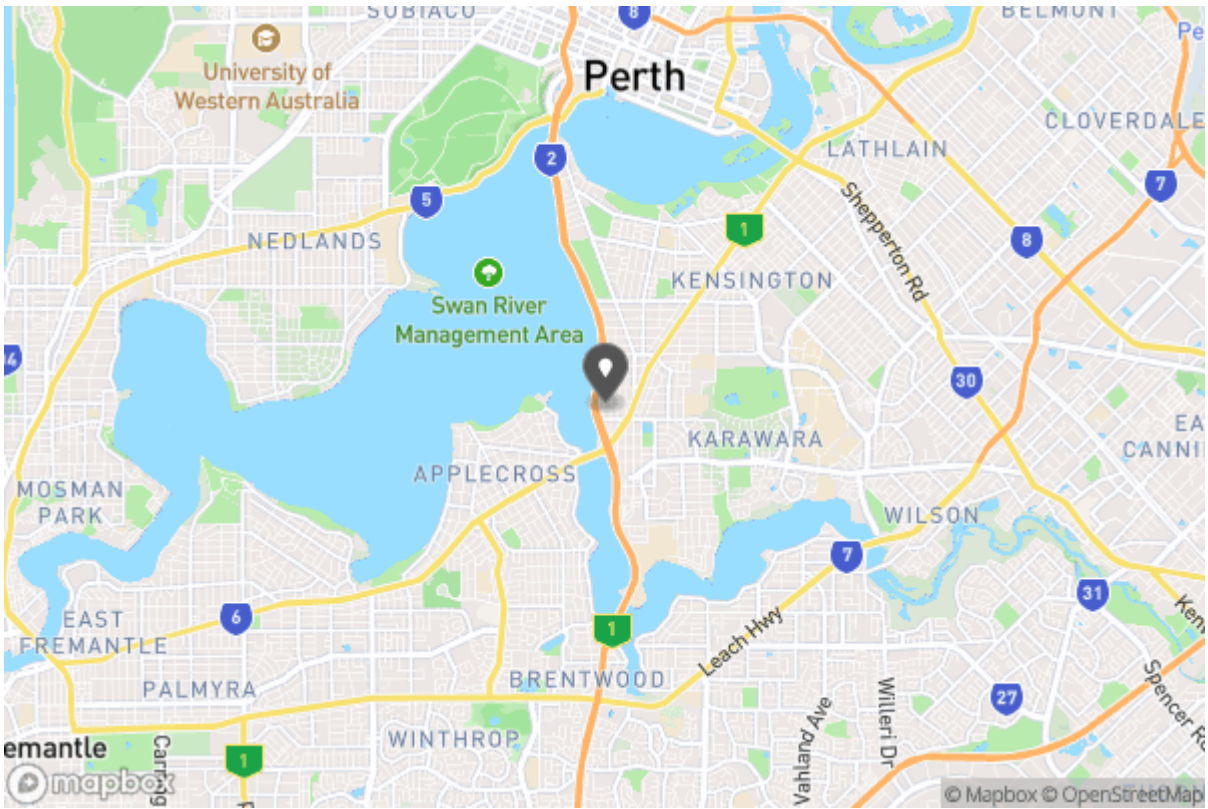 SUBIACO
8
BELMONT
University of
Western Australia
Perth
CLOVERDALE
LATHLAIN
2
7
5
1
8
NEDLANDS
KENSINGTON
Shepperton Rd
Swan River
Management Area
30
KARAWARA
APPLECROSS
MOSMAN
PARK
WILSON
7
31
6
1
EAST
FREMANTLE
Leach Hwy
BRENTWOOD
PALMYRA
27
Spencer Rd
Willeri Dr
Vahland Ave
WINTHROP
emantle
1
mapbox
© Mapbox © OpenStreetMap